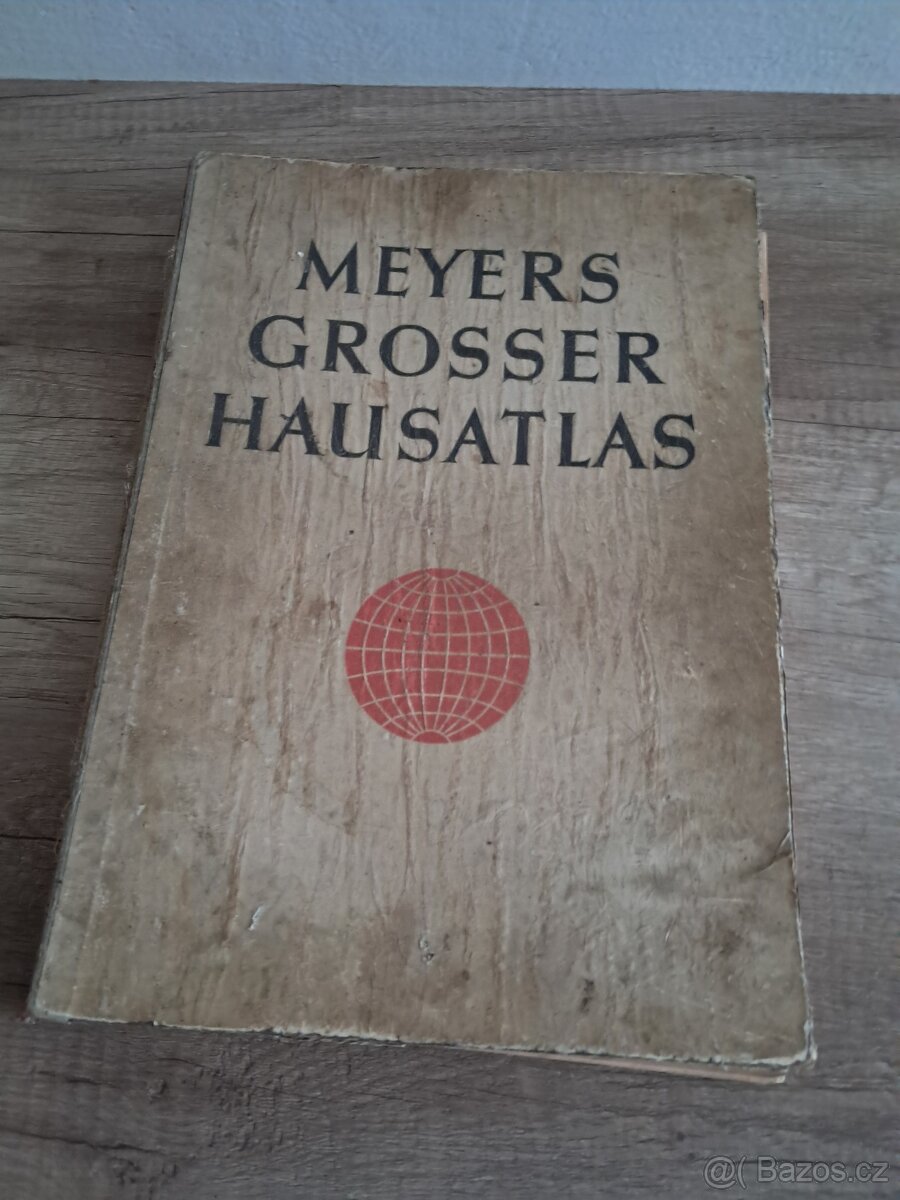 MEYERS
GROSSER
HAUSATLAS
@( Bazos.cz